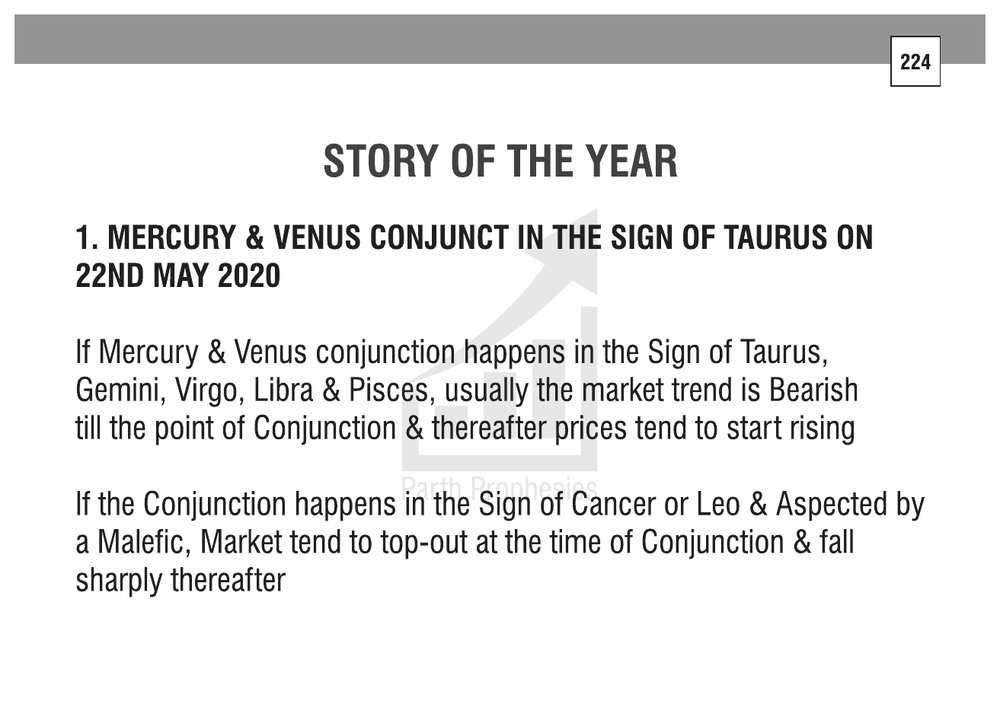 224
STORY OF THE YEAR
1. MERCURY & VENUS CONJUNCT IN THE SIGN OF TAURUS ON
22ND MAY 2020
If Mercury & Venus conjunction happens in the Sign of Taurus,
Gemini, Virgo, Libra & Pisces, usually the market trend is Bearish
till the point of Conjunction & thereafter prices tend to start rising
Parth Prophesies
If the Conjunction happens in the Sign of Cancer or Leo & Aspected by
a Malefic, Market tend to top-out at the time of Conjunction & fall
sharply thereafter